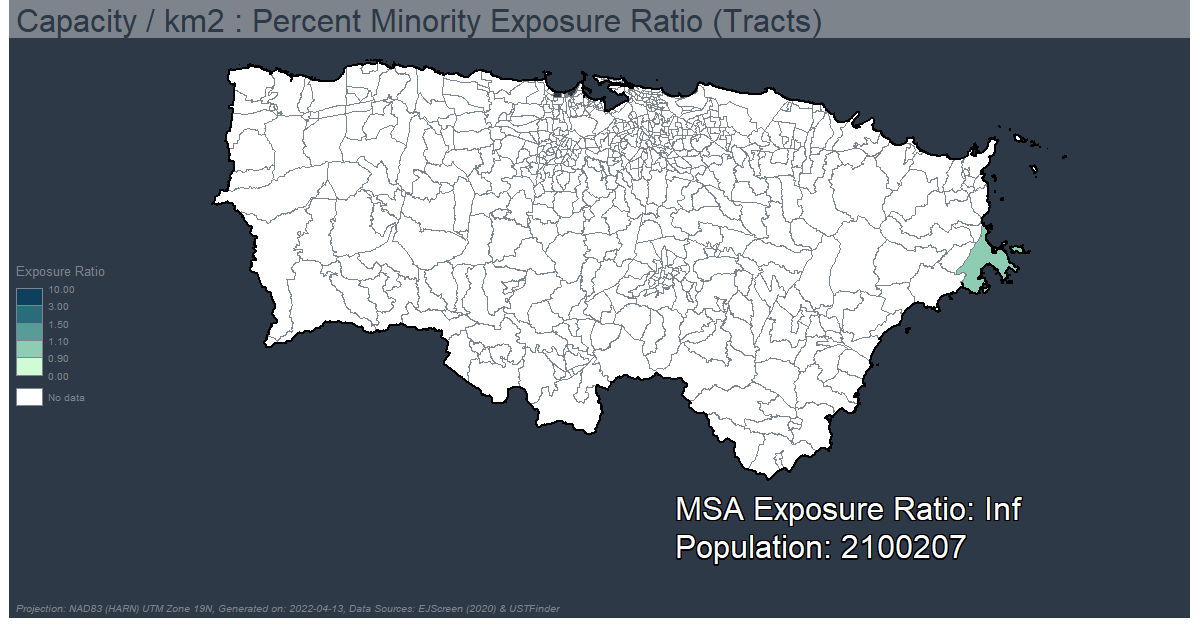 Capacity / km2 : Percent Minority Exposure Ratio (Tracts)
Exposure Ratio
10.00
3.00
1.50
1.10
0.90
0.00
No data
MSA Exposure Ratio: Inf
Population: 2100207
Projection: NAD83 (HARN) UTM Zone 19N, Generated on: 2022-04-13, Data Sources: EJScreen (2020) & USTFinder